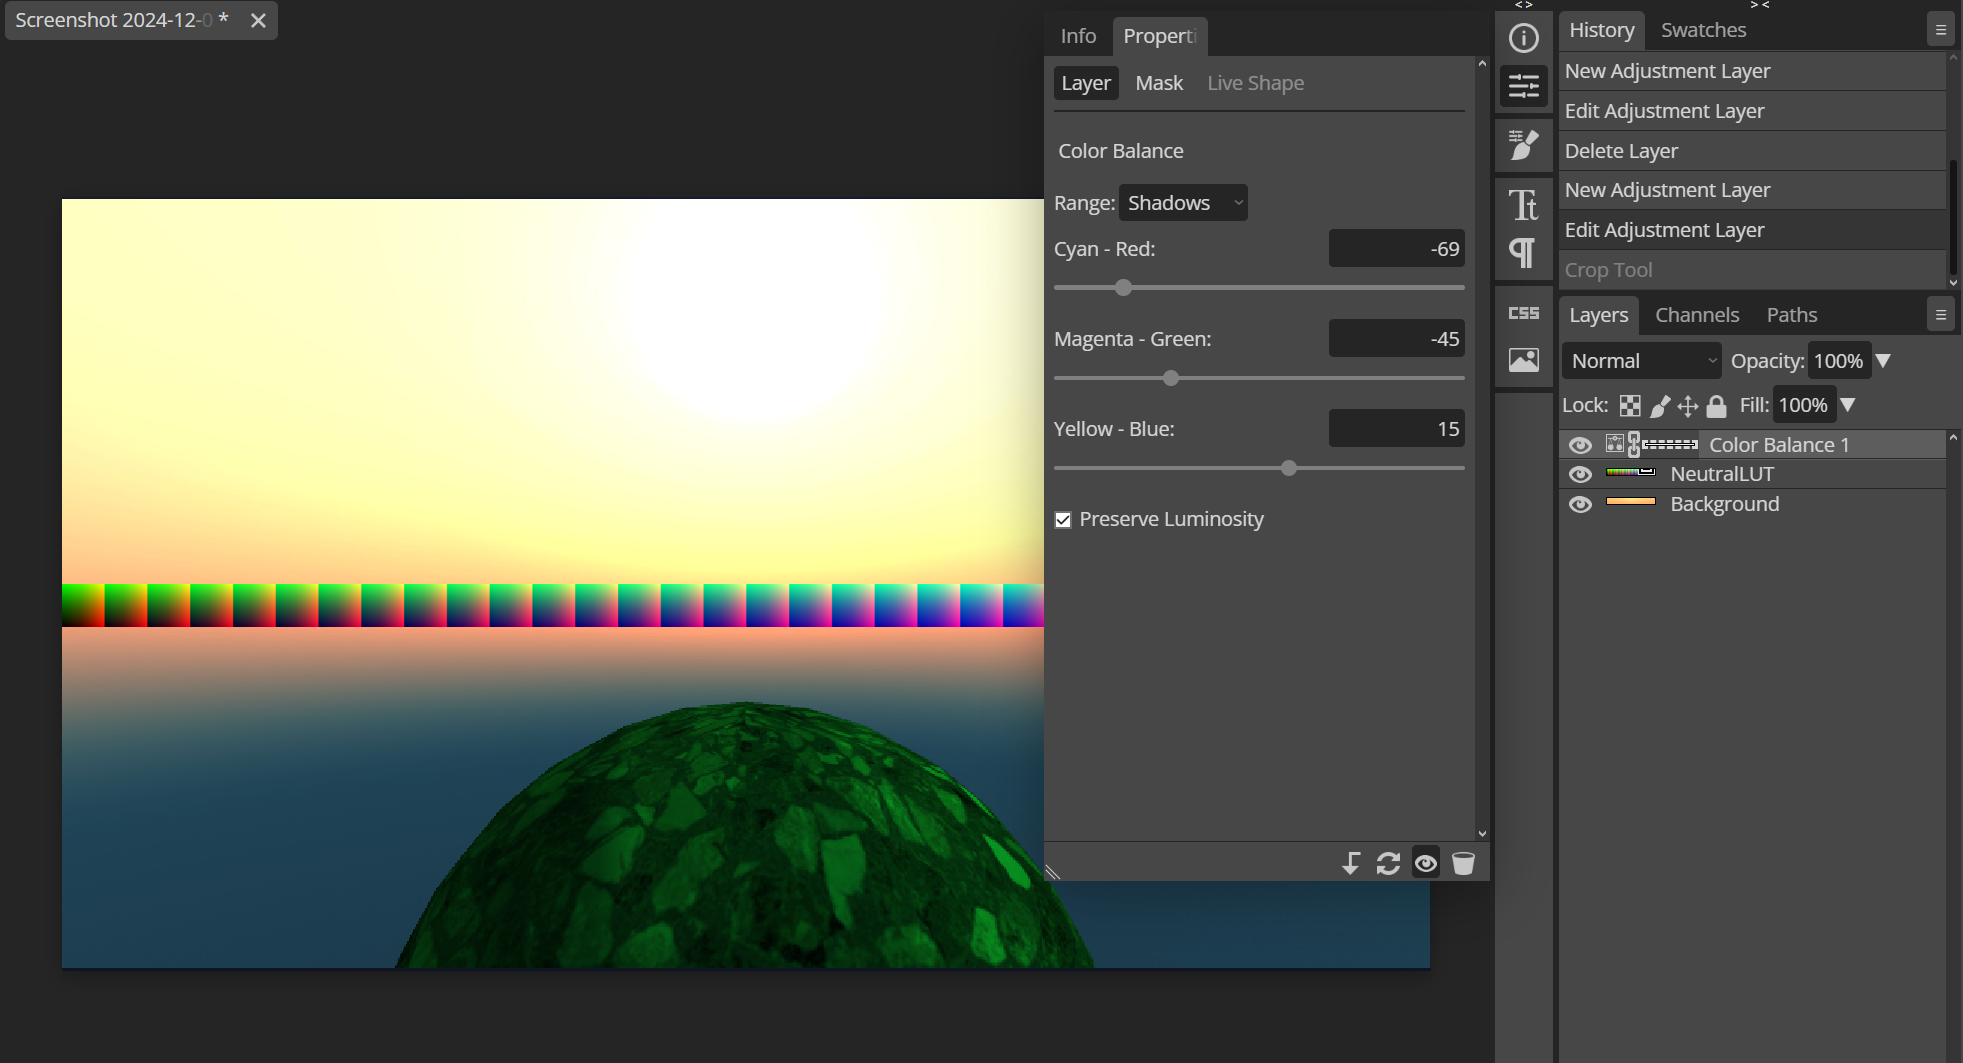 Screenshot 2024-12-0 *
Info Properti
Layer Mask Live Shape
Color Balance
Range: Shadows
Cyan - Red: -69
Magenta - Green: -45
Yellow - Blue: 15
Preserve Luminosity
Tt
CSS
History Swatches
New Adjustment Layer
Edit Adjustment Layer
Delete Layer
New Adjustment Layer
Edit Adjustment Layer
Crop Tool
Layers Channels Paths
Normal Opacity: 100%
Lock: Fill: 100%
Color Balance 1
NeutralLUT
Background